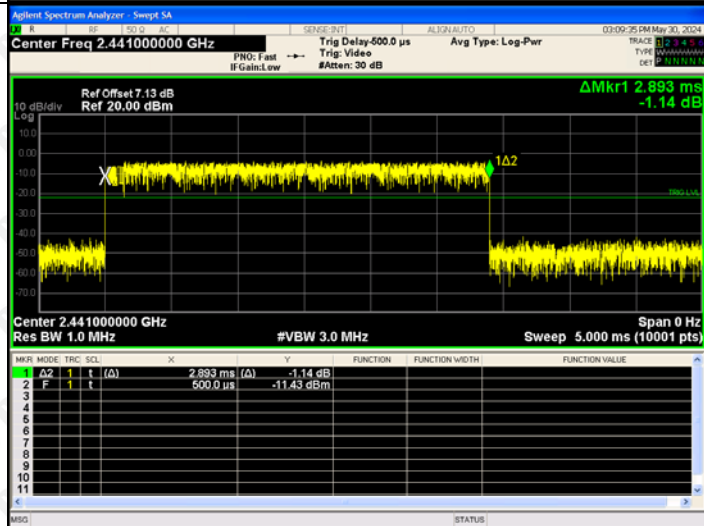 Agilent Spectrum Analyzer - Swept SA
R RF 50 Ω AC SENSE:INT ALIGN AUTO 03:09:35 PM May 30, 2024
Center Freq 2.441000000 GHz
PNO: Fast
IFGain:Low
Trig Delay-500.0 µs
Trig: Video
#Atten: 30 dB
Avg Type: Log-Pwr
TRACE 1 2 3 4 5 6
TYPE
DET P N N N N N
ΔMkr1 2.893 ms
-1.14 dB
Ref Offset 7.13 dB
10 dB/div Ref 20.00 dBm
Log
10.0
0.00
-10.0
-20.0
-30.0
-40.0
-50.0
-60.0
-70.0
1Δ2
TRIG LVL
Center 2.441000000 GHz Span 0 Hz
Res BW 1.0 MHz #VBW 3.0 MHz Sweep 5.000 ms (10001 pts)
MKR MODE TRC SCL X Y FUNCTION FUNCTION WIDTH FUNCTION VALUE
1 Δ2 1 t (Δ) 2.893 ms (Δ) -1.14 dB
2 F 1 t 500.0 µs -11.43 dBm
3
4
5
6
7
8
9
10
11
MSG STATUS